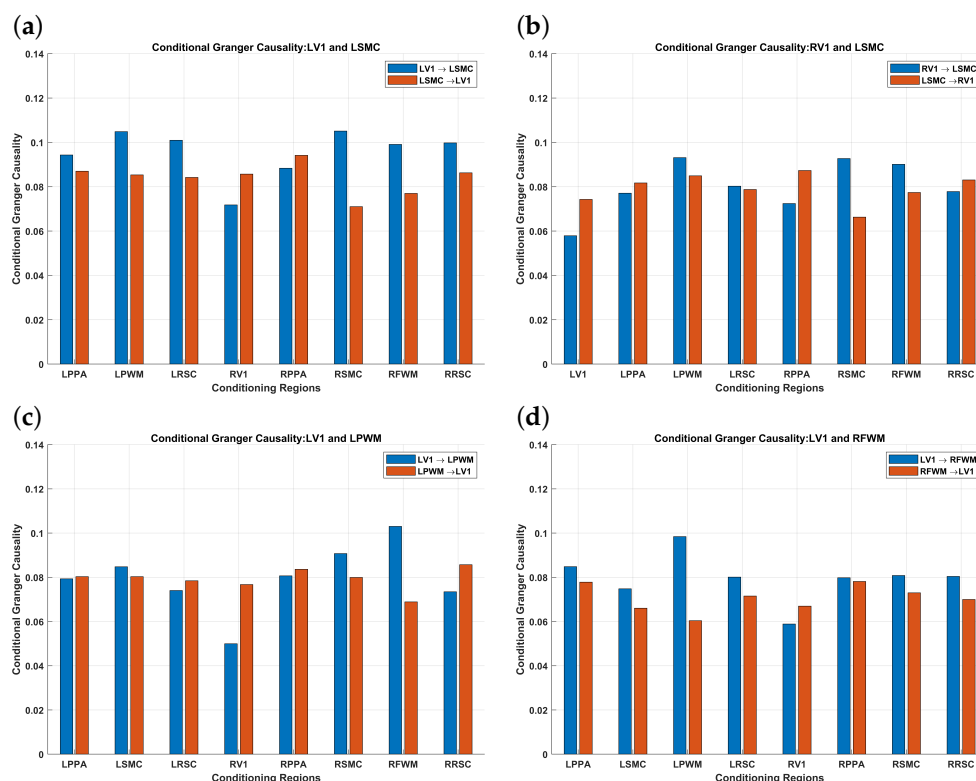 (a)
Conditional Granger Causality:LV1 and LSMC
LV1 → LSMC
LSMC →LV1
Conditional Granger Causality
0.14
0.12
0.1
0.08
0.06
0.04
0.02
0
LPPA LPWM LRSC RV1 RPPA RSMC RFWM RRSC
Conditioning Regions
(b)
Conditional Granger Causality:RV1 and LSMC
RV1 → LSMC
LSMC →RV1
Conditional Granger Causality
0.14
0.12
0.1
0.08
0.06
0.04
0.02
0
LV1 LPPA LPWM LRSC RPPA RSMC RFWM RRSC
Conditioning Regions
(c)
Conditional Granger Causality:LV1 and LPWM
LV1 → LPWM
LPWM →LV1
Conditional Granger Causality
0.14
0.12
0.1
0.08
0.06
0.04
0.02
0
LPPA LSMC LRSC RV1 RPPA RSMC RFWM RRSC
Conditioning Regions
(d)
Conditional Granger Causality:LV1 and RFWM
LV1 → RFWM
RFWM →LV1
Conditional Granger Causality
0.14
0.12
0.1
0.08
0.06
0.04
0.02
0
LPPA LSMC LPWM LRSC RV1 RPPA RSMC RRSC
Conditioning Regions